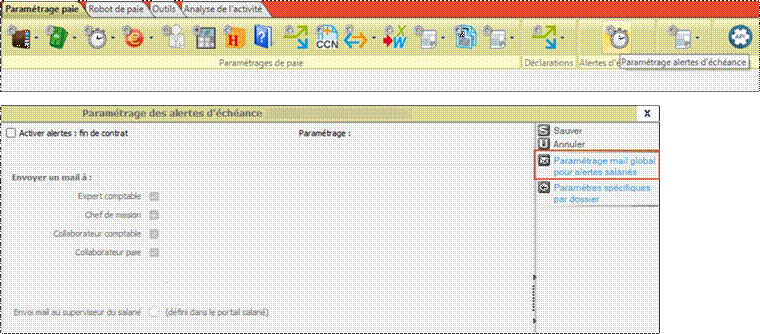 Paramétrage paie Robot de paie Outils Analyse de l'activité
CCN W H ? API
Paramétrages de paie Déclarations Alertes d'é Paramétrage alertes d'échéance
Paramétrage des alertes d'échéance X
Activer alertes : fin de contrat Paramétrage :
Sauver
Annuler
Paramétrage mail global
pour alertes salariés
Paramètres spécifiques
par dossier
Envoyer un mail à :
Expert comptable
Chef de mission
Collaborateur comptable
Collaborateur paie
Envoi mail au superviseur du salarié (défini dans le portail salarié)